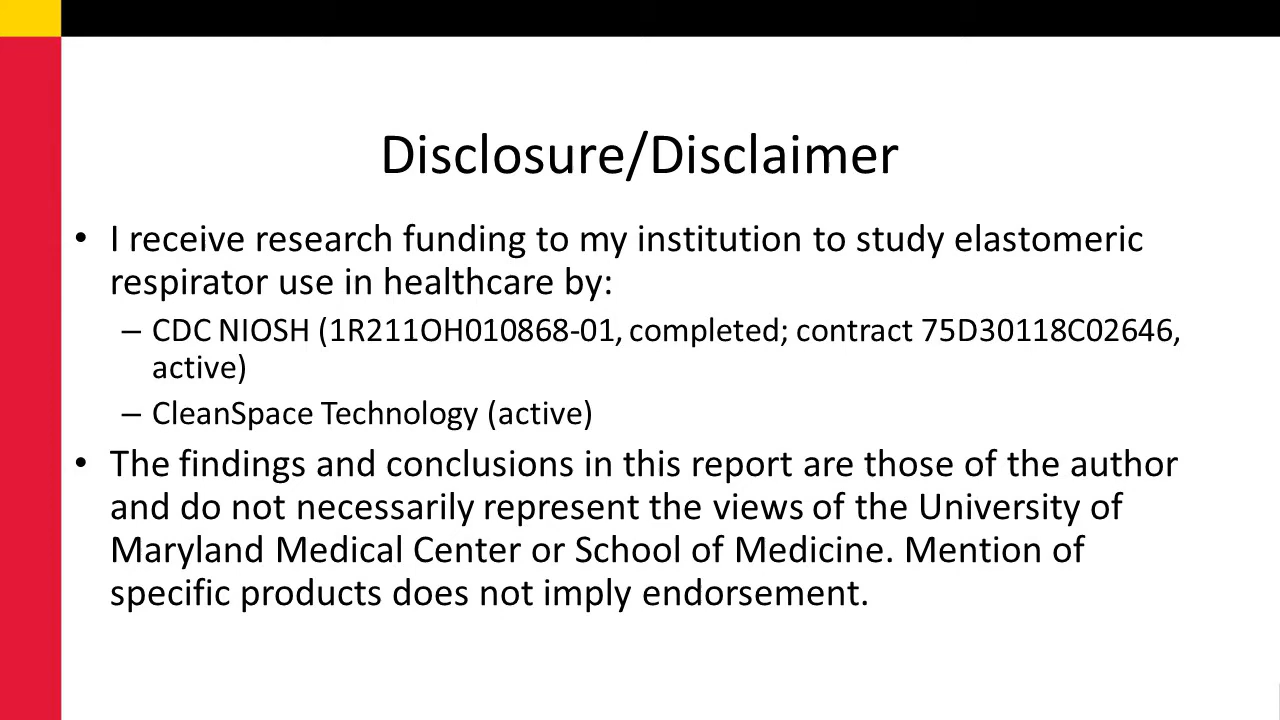 Disclosure/Disclaimer
• I receive research funding to my institution to study elastomeric
respirator use in healthcare by:
– CDC NIOSH (1R211OH010868-01, completed; contract 75D30118C02646,
active)
– CleanSpace Technology (active)
• The findings and conclusions in this report are those of the author
and do not necessarily represent the views of the University of
Maryland Medical Center or School of Medicine. Mention of
specific products does not imply endorsement.